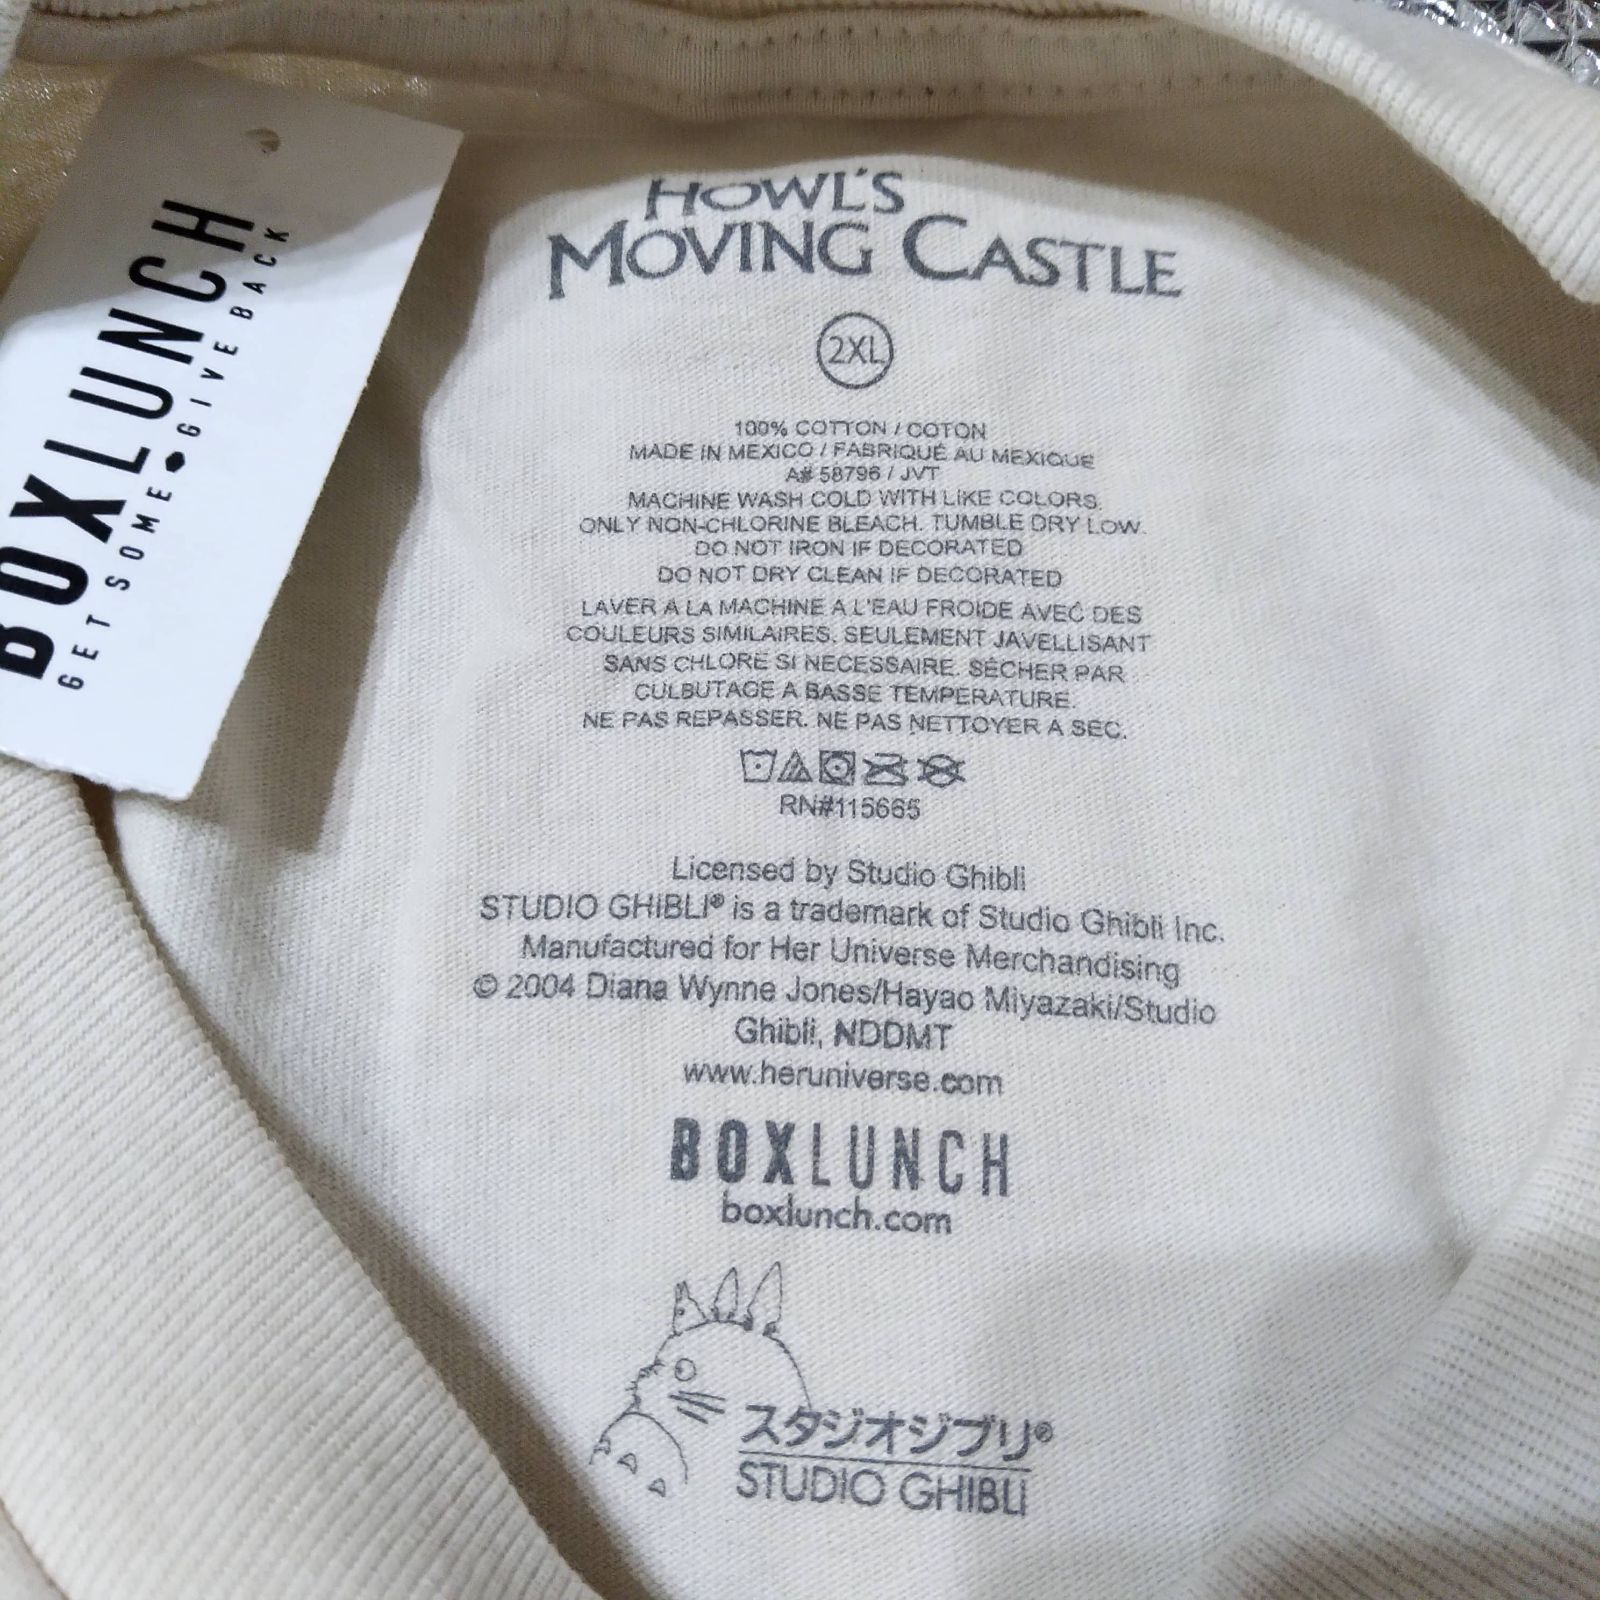 BOXLUNCH
GET SOME◆GIVE BACK
HOWL'S
MOVING CASTLE
2XL
100% COTTON / COTON
MADE IN MEXICO / FABRIQUÉ AU MEXIQUE
A# 58796 / JVT
MACHINE WASH COLD WITH LIKE COLORS.
ONLY NON-CHLORINE BLEACH. TUMBLE DRY LOW.
DO NOT IRON IF DECORATED
DO NOT DRY CLEAN IF DECORATED
LAVER A LA MACHINE A L'EAU FROIDE AVEC DES
COULEURS SIMILAIRES. SEULEMENT JAVELLISANT
SANS CHLORE SI NECESSAIRE. SÉCHER PAR
CULBUTAGE A BASSE TEMPERATURE.
NE PAS REPASSER. NE PAS NETTOYER A SEC.
RN#115665
Licensed by Studio Ghibli
STUDIO GHIBLI® is a trademark of Studio Ghibli Inc.
Manufactured for Her Universe Merchandising
© 2004 Diana Wynne Jones/Hayao Miyazaki/Studio
Ghibli, NDDMT
www.heruniverse.com
BOXLUNCH
boxlunch.com
スタジオジブリ®
STUDIO GHIBLI